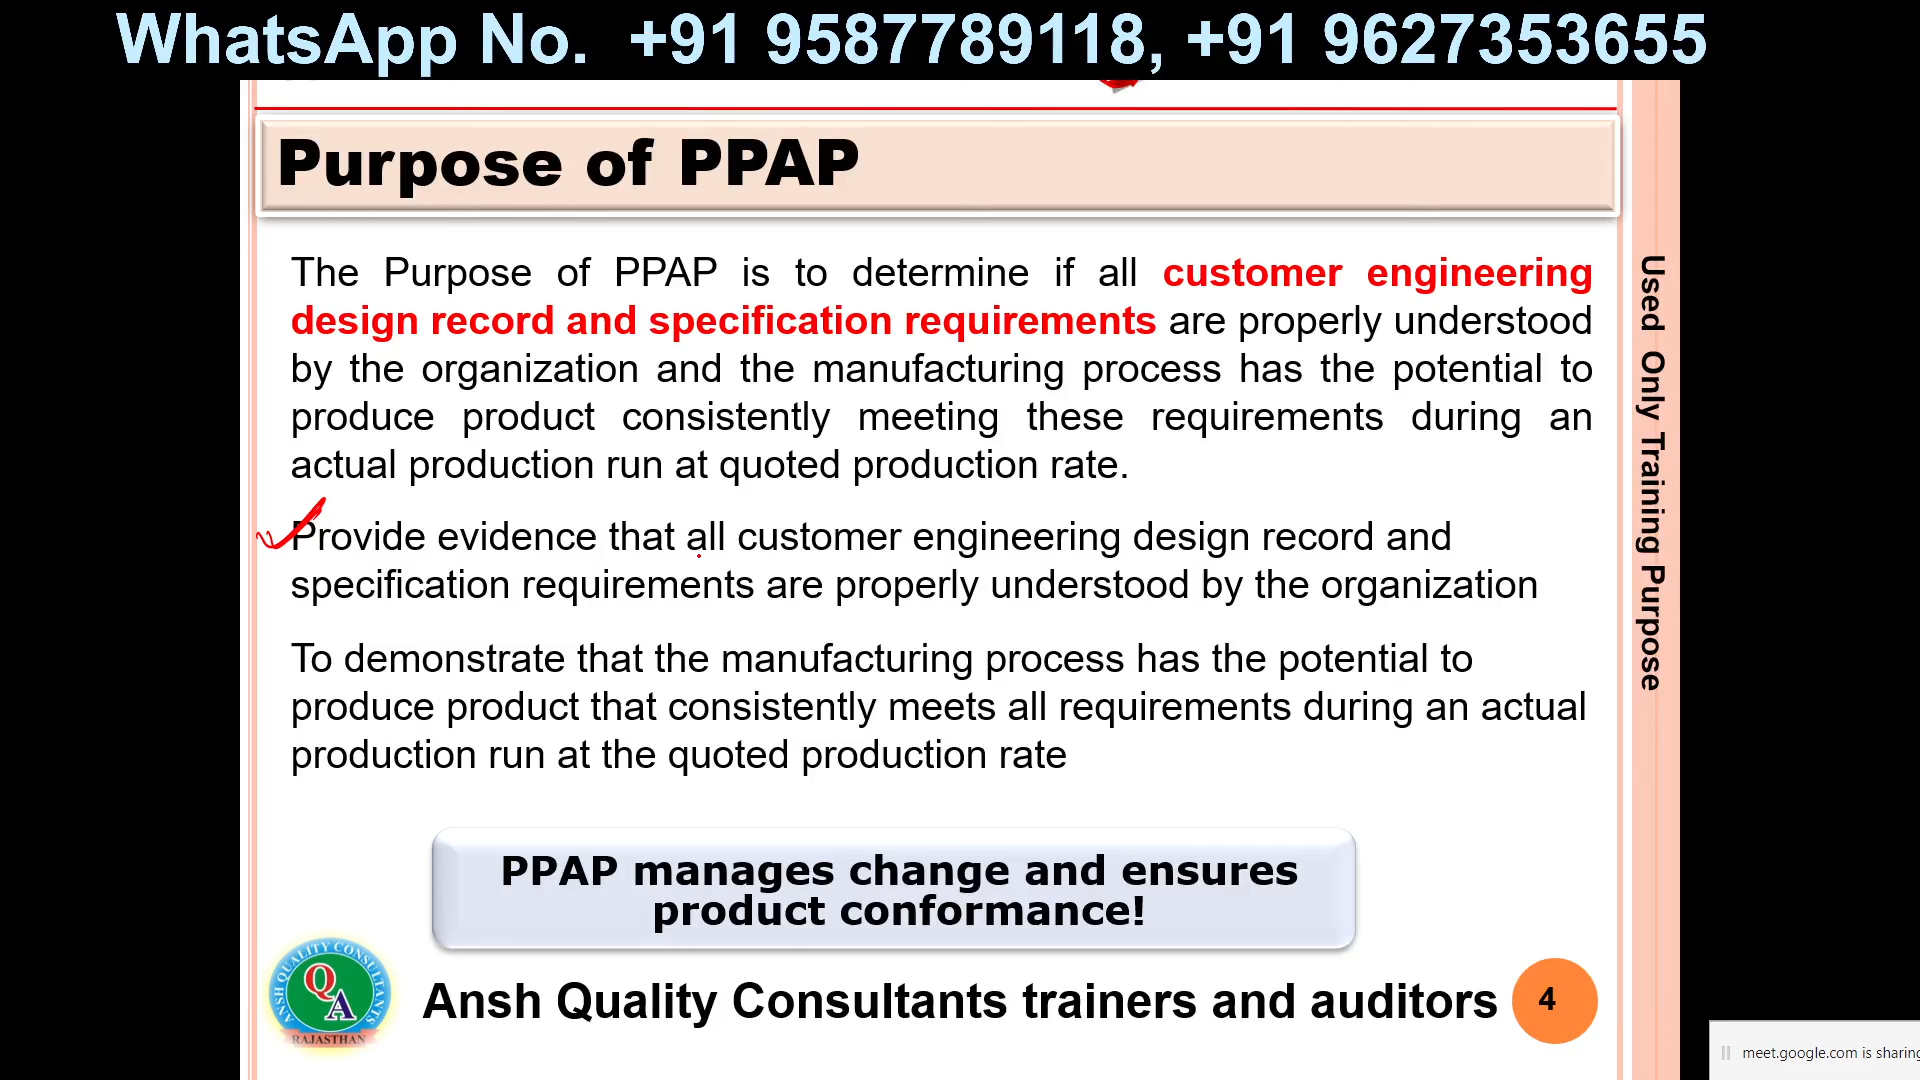 WhatsApp No. +91 9587789118, +91 9627353655
Purpose of PPAP
The Purpose of PPAP is to determine if all customer engineering
design record and specification requirements are properly understood
by the organization and the manufacturing process has the potential to
produce product consistently meeting these requirements during an
actual production run at quoted production rate.
Provide evidence that all customer engineering design record and
specification requirements are properly understood by the organization
To demonstrate that the manufacturing process has the potential to
produce product that consistently meets all requirements during an actual
production run at the quoted production rate
PPAP manages change and ensures
product conformance!
ANSH QUALITY CONSULTANTS
QA
RAJASTHAN
Ansh Quality Consultants trainers and auditors
4
Used Only Training Purpose
meet.google.com is sharing